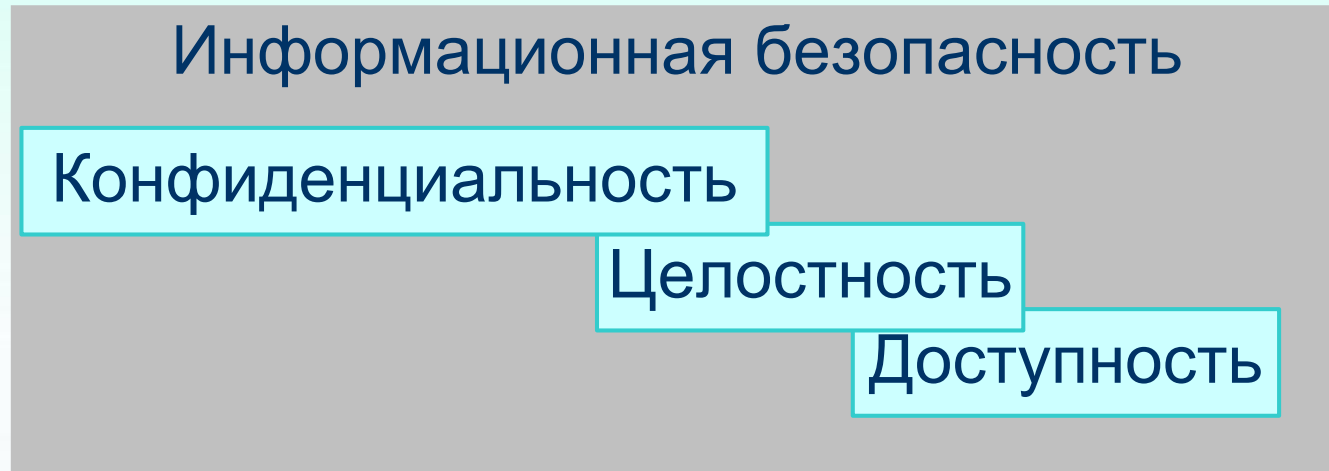 Информационная безопасность
Конфиденциальность
Целостность
Доступность